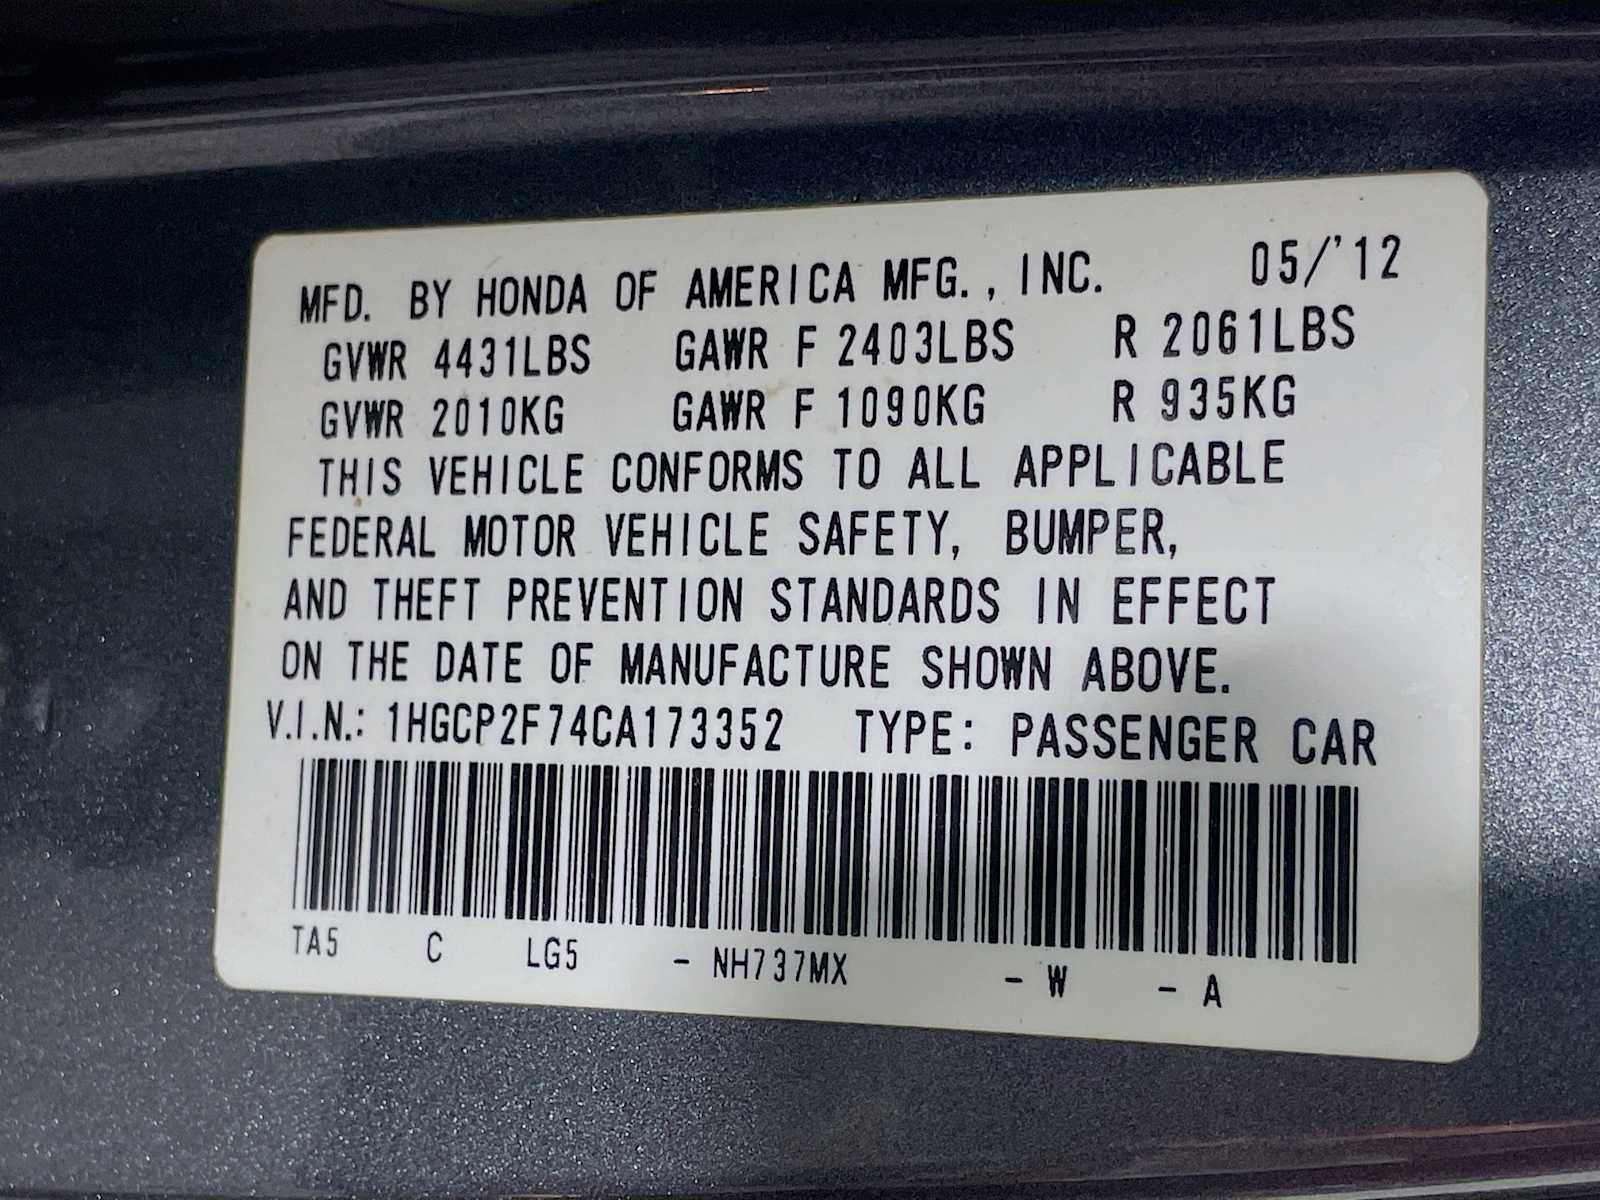 MFD. BY HONDA OF AMERICA MFG., INC. 05/'12
GVWR 4431LBS GAWR F 2403LBS R 2061LBS
GVWR 2010KG GAWR F 1090KG R 935KG
THIS VEHICLE CONFORMS TO ALL APPLICABLE
FEDERAL MOTOR VEHICLE SAFETY, BUMPER,
AND THEFT PREVENTION STANDARDS IN EFFECT
ON THE DATE OF MANUFACTURE SHOWN ABOVE.
V.I.N.: 1HGCP2F74CA173352 TYPE: PASSENGER CAR
TA5 C LG5 - NH737MX - W - A